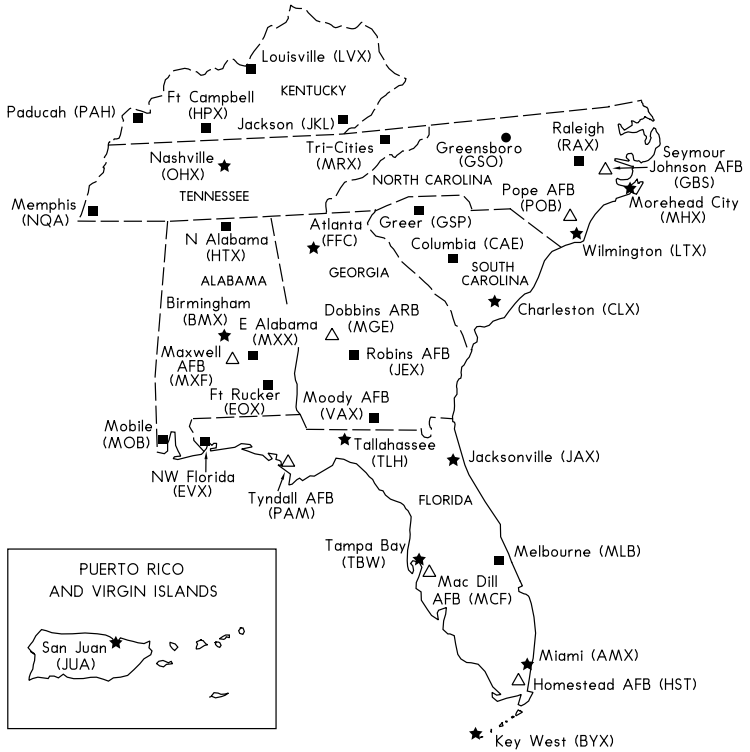 Louisville (LVX)
KENTUCKY
Ft Campbell
(HPX)
Paducah (PAH)
Jackson (JKL)
Tri-Cities
(MRX)
Greensboro
(GSO)
Raleigh
(RAX)
Seymour
Johnson AFB
(GBS)
Nashville
(OHX)
TENNESSEE
NORTH CAROLINA
Pope AFB
(POB)
Morehead City
(MHX)
Memphis
(NQA)
N Alabama
(HTX)
Atlanta
(FFC)
Greer (GSP)
Columbia (CAE)
Wilmington (LTX)
ALABAMA
GEORGIA
SOUTH
CAROLINA
Charleston (CLX)
Birmingham
(BMX)
E Alabama
(MXX)
Dobbins ARB
(MGE)
Maxwell
AFB
(MXF)
Robins AFB
(JEX)
Ft Rucker
(EOX)
Moody AFB
(VAX)
Mobile
(MOB)
Tallahassee
(TLH)
Jacksonville (JAX)
NW Florida
(EVX)
Tyndall AFB
(PAM)
FLORIDA
Tampa Bay
(TBW)
Melbourne (MLB)
Mac Dill
AFB (MCF)
PUERTO RICO
AND VIRGIN ISLANDS
San Juan
(JUA)
Miami (AMX)
Homestead AFB (HST)
Key West (BYX)